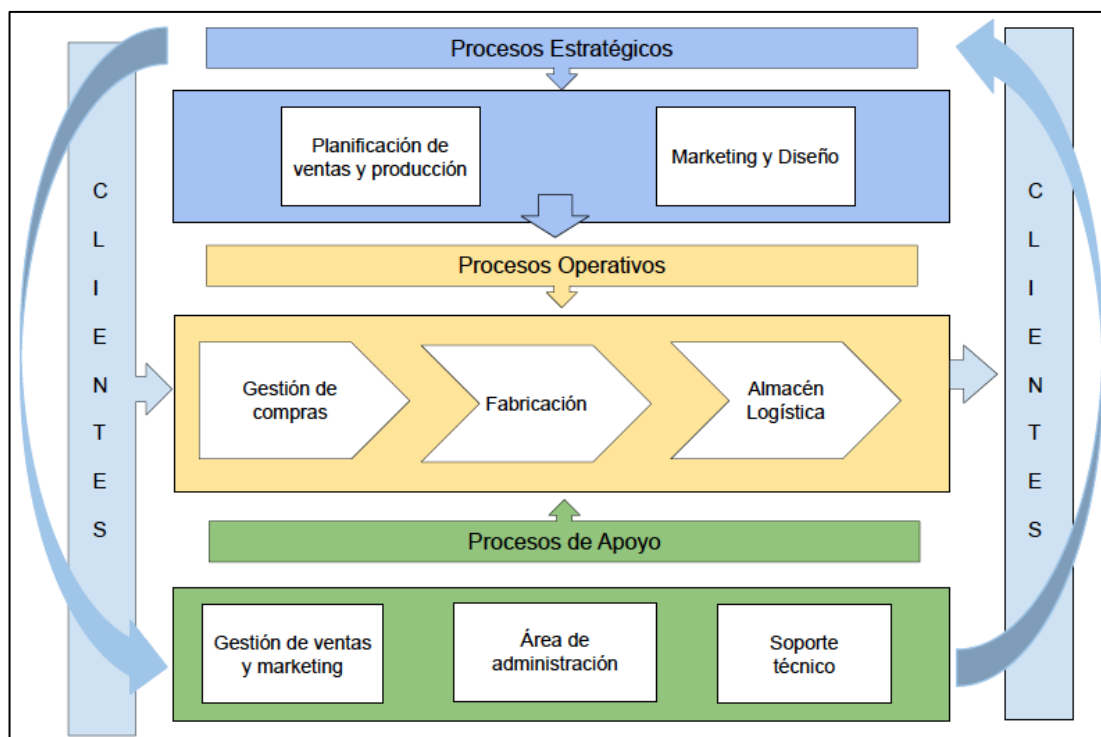 Procesos Estratégicos
Planificación de
ventas y producción
Marketing y Diseño
Procesos Operativos
C
L
I
E
N
T
E
S
Gestión de
compras
Fabricación
Almacén
Logística
C
L
I
E
N
T
E
S
Procesos de Apoyo
Gestión de ventas
y marketing
Área de
administración
Soporte
técnico